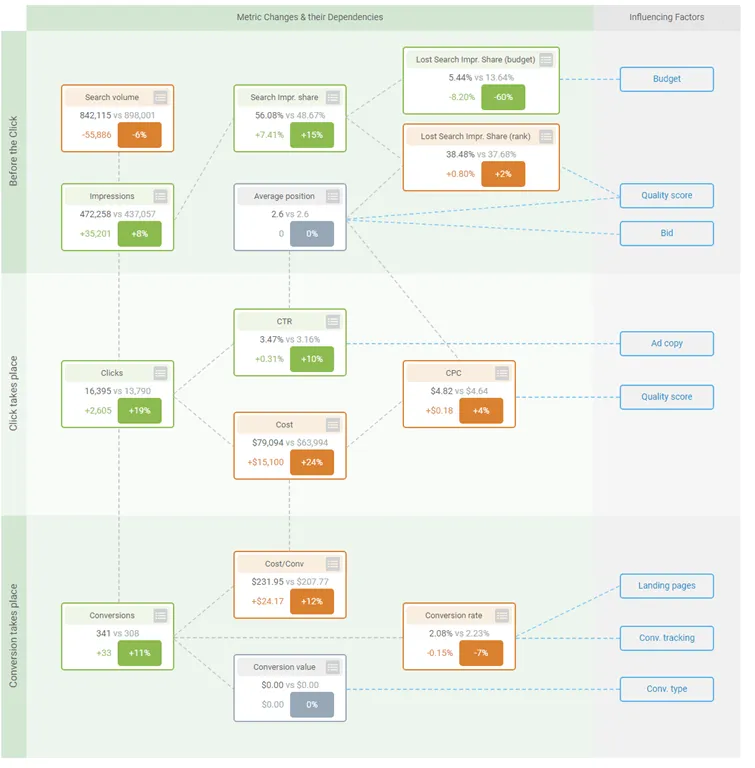 Metric Changes & their Dependencies
Influencing Factors
Before the Click
Search volume
842,115 vs 898,001
-55,886 -6%
Search Impr. share
56.08% vs 48.67%
+7.41% +15%
Lost Search Impr. Share (budget)
5.44% vs 13.64%
-8.20% -60%
Budget
Lost Search Impr. Share (rank)
38.48% vs 37.68%
+0.80% +2%
Impressions
472,258 vs 437,057
+35,201 +8%
Average position
2.6 vs 2.6
0 0%
Quality score
Bid
Click takes place
CTR
3.47% vs 3.16%
+0.31% +10%
Ad copy
Clicks
16,395 vs 13,790
+2,605 +19%
CPC
$4.82 vs $4.64
+$0.18 +4%
Quality score
Cost
$79,094 vs $63,994
+$15,100 +24%
Conversion takes place
Cost/Conv
$231.95 vs $207.77
+$24.17 +12%
Landing pages
Conversions
341 vs 308
+33 +11%
Conversion rate
2.08% vs 2.23%
-0.15% -7%
Conv. tracking
Conversion value
$0.00 vs $0.00
$0.00 0%
Conv. type